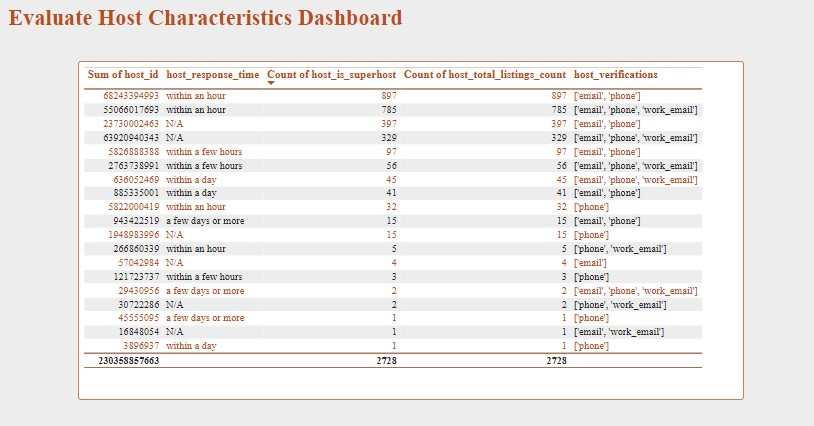 Evaluate Host Characteristics Dashboard
Sum of host_id host_response_time Count of host_is_superhost Count of host_total_listings_count host_verifications
68243394993 within an hour 897 897 ['email', 'phone']
55066017693 within an hour 785 785 ['email', 'phone', 'work_email']
23730002463 N/A 397 397 ['email', 'phone']
63920940343 N/A 329 329 ['email', 'phone', 'work_email']
5826888388 within a few hours 97 97 ['email', 'phone']
2763738991 within a few hours 56 56 ['email', 'phone', 'work_email']
636052469 within a day 45 45 ['email', 'phone', 'work_email']
885335001 within a day 41 41 ['email', 'phone']
5822000419 within an hour 32 32 ['phone']
943422519 a few days or more 15 15 ['email', 'phone']
1948983996 N/A 15 15 ['phone']
266860339 within an hour 5 5 ['phone', 'work_email']
57042984 N/A 4 4 ['email']
121723737 within a few hours 3 3 ['phone']
29430956 a few days or more 2 2 ['email', 'phone', 'work_email']
30722286 N/A 2 2 ['phone', 'work_email']
45555095 a few days or more 1 1 ['phone']
16848054 N/A 1 1 ['email', 'work_email']
3896937 within a day 1 1 ['phone']
230358857663 2728 2728